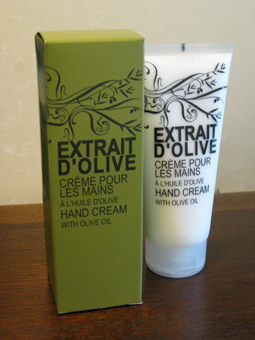 EXTRAIT
D'OLIVE
CRÈME POUR
LES MAINS
À L'HUILE D'OLIVE
HAND CREAM
WITH OLIVE OIL
EXTRAIT
D'OLIVE
CRÈME POUR
LES MAINS
À L'HUILE D'OLIVE
HAND CREAM
WITH OLIVE OIL